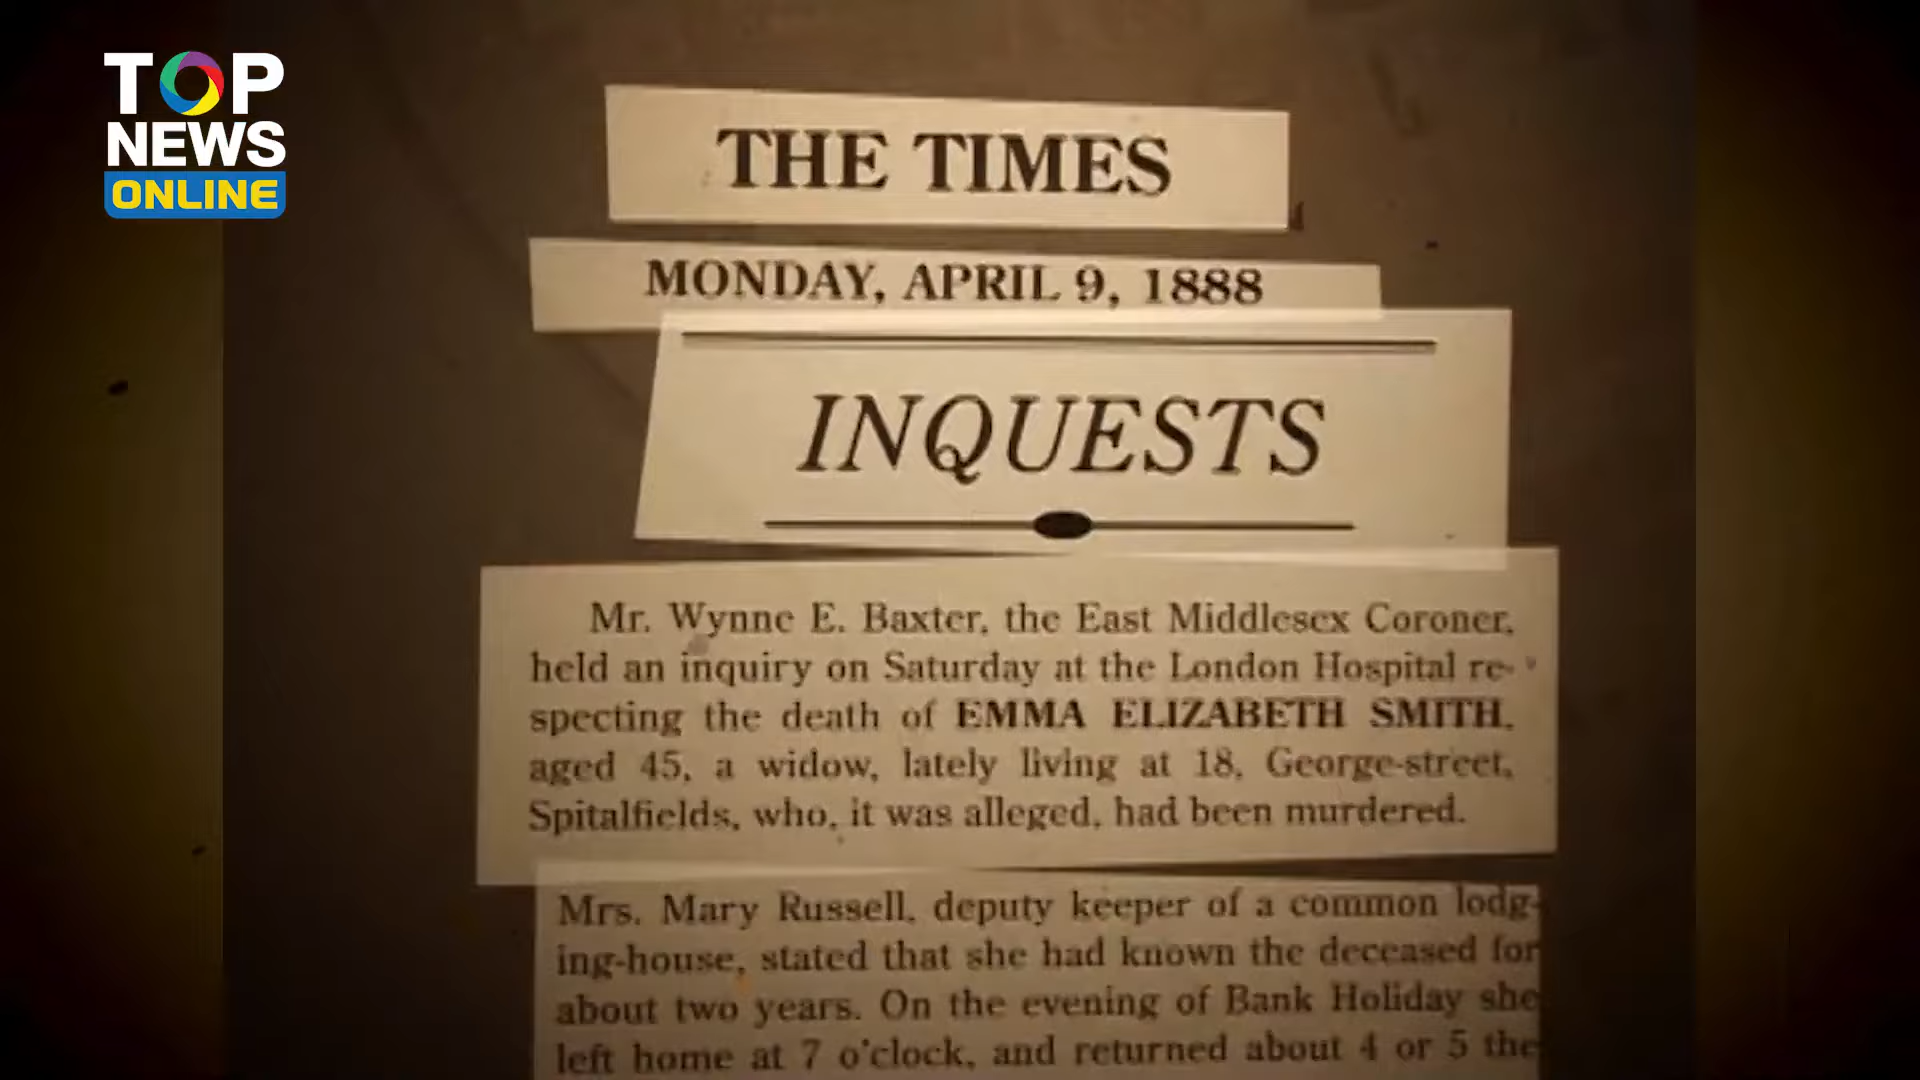 TOP
NEWS
ONLINE
THE TIMES
MONDAY, APRIL 9, 1888
INQUESTS
Mr. Wynne E. Baxter, the East Middlesex Coroner,
held an inquiry on Saturday at the London Hospital re-
specting the death of EMMA ELIZABETH SMITH,
aged 45, a widow, lately living at 18, George-street,
Spitalfields, who, it was alleged, had been murdered.
Mrs. Mary Russell, deputy keeper of a common lodg-
ing-house, stated that she had known the deceased for
about two years. On the evening of Bank Holiday she
left home at 7 o'clock, and returned about 4 or 5 the